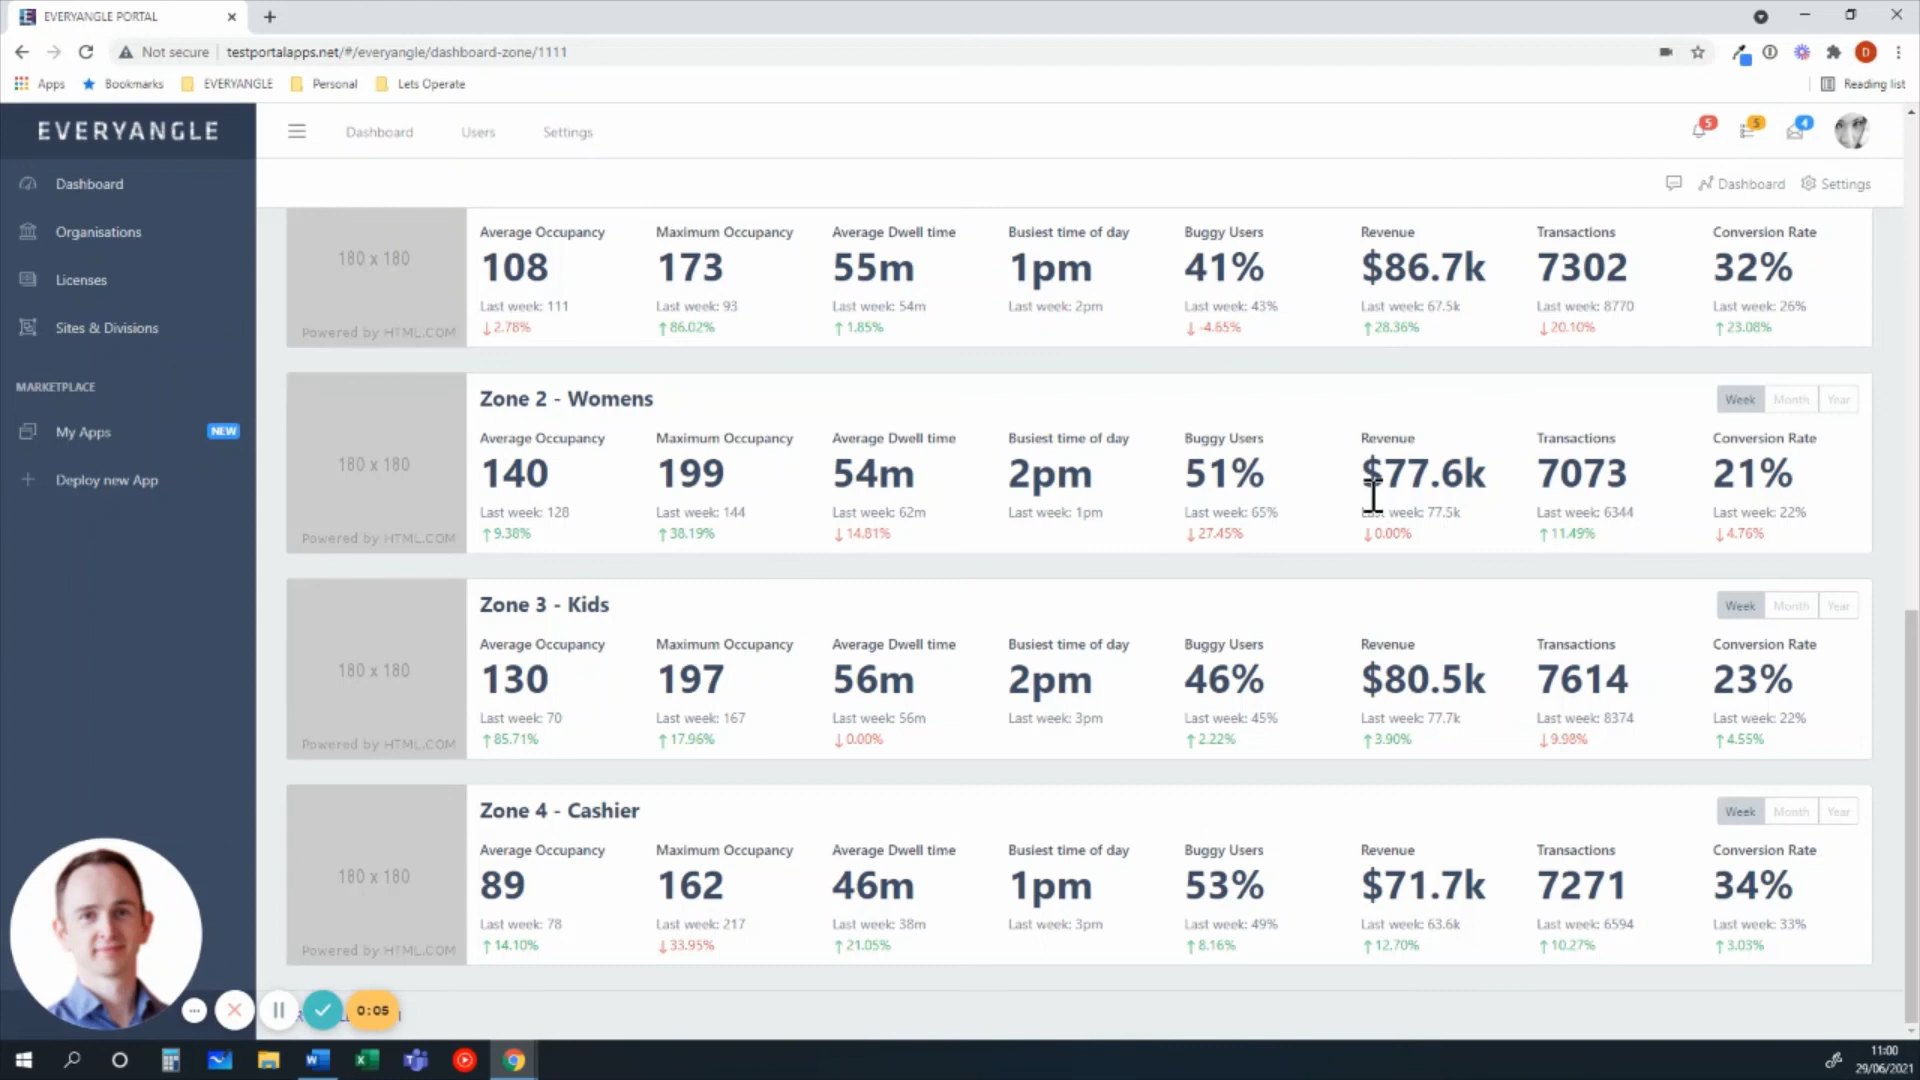 EVERYANGLE PORTAL
Not secure testportalapps.net/#/everyangle/dashboard-zone/1111
Apps Bookmarks EVERYANGLE Personal Lets Operate Reading list
EVERYANGLE Dashboard Users Settings 5 5 4
Dashboard Settings
Dashboard
Organisations
Licenses
Sites & Divisions
MARKETPLACE
My Apps NEW
Deploy new App
180 x 180
Powered by HTML.COM
Average Occupancy Maximum Occupancy Average Dwell time Busiest time of day Buggy Users Revenue Transactions Conversion Rate
108 173 55m 1pm 41% $86.7k 7302 32%
Last week: 111 Last week: 93 Last week: 54m Last week: 2pm Last week: 43% Last week: 67.5k Last week: 8770 Last week: 26%
↓2.78% ↑86.02% ↑1.85% ↓-4.65% ↑28.36% ↓20.10% ↑23.08%
180 x 180
Powered by HTML.COM
Zone 2 - Womens Week Month Year
Average Occupancy Maximum Occupancy Average Dwell time Busiest time of day Buggy Users Revenue Transactions Conversion Rate
140 199 54m 2pm 51% $77.6k 7073 21%
Last week: 128 Last week: 144 Last week: 62m Last week: 1pm Last week: 65% Last week: 77.5k Last week: 6344 Last week: 22%
↑9.38% ↑38.19% ↓14.81% ↓27.45% ↓0.00% ↑11.49% ↓4.76%
180 x 180
Powered by HTML.COM
Zone 3 - Kids Week Month Year
Average Occupancy Maximum Occupancy Average Dwell time Busiest time of day Buggy Users Revenue Transactions Conversion Rate
130 197 56m 2pm 46% $80.5k 7614 23%
Last week: 70 Last week: 167 Last week: 56m Last week: 3pm Last week: 45% Last week: 77.7k Last week: 8374 Last week: 22%
↑85.71% ↑17.96% ↓0.00% ↑2.22% ↑3.90% ↓9.98% ↑4.55%
180 x 180
Powered by HTML.COM
Zone 4 - Cashier Week Month Year
Average Occupancy Maximum Occupancy Average Dwell time Busiest time of day Buggy Users Revenue Transactions Conversion Rate
89 162 46m 1pm 53% $71.7k 7271 34%
Last week: 78 Last week: 217 Last week: 38m Last week: 3pm Last week: 49% Last week: 63.6k Last week: 6594 Last week: 33%
↑14.10% ↓33.95% ↑21.05% ↑8.16% ↑12.70% ↑10.27% ↑3.03%
0:05
11:00
29/06/2021